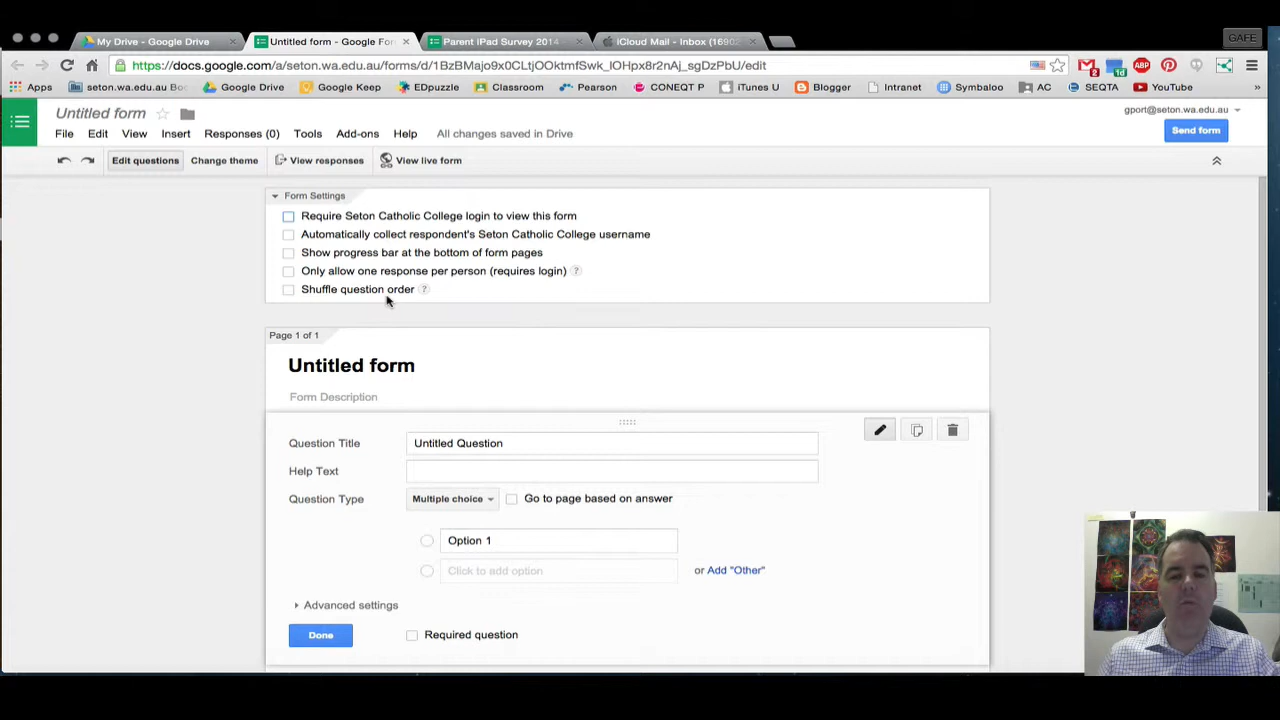 GAFE
My Drive - Google Drive
Untitled form - Google For
Parent iPad Survey 2014
iCloud Mail - Inbox (1690
https://docs.google.com/a/seton.wa.edu.au/forms/d/1BzBMajo9x0CLtjOOktmfSwk_lOHpx8r2nAj_sgDzPbU/edit
2
1d
ABP
Apps
seton.wa.edu.au Bo
Google Drive
Google Keep
EDpuzzle
Classroom
Pearson
CONEQT P
iTunes U
Blogger
Intranet
Symbaloo
AC
SEQTA
YouTube
»
Untitled form
gport@seton.wa.edu.au
File Edit View Insert Responses (0) Tools Add-ons Help All changes saved in Drive
Send form
Edit questions Change theme View responses View live form
Form Settings
Require Seton Catholic College login to view this form
Automatically collect respondent's Seton Catholic College username
Show progress bar at the bottom of form pages
Only allow one response per person (requires login) ?
Shuffle question order ?
Page 1 of 1
Untitled form
Form Description
Question Title Untitled Question
Help Text
Question Type Multiple choice Go to page based on answer
Option 1
Click to add option or Add "Other"
Advanced settings
Done Required question